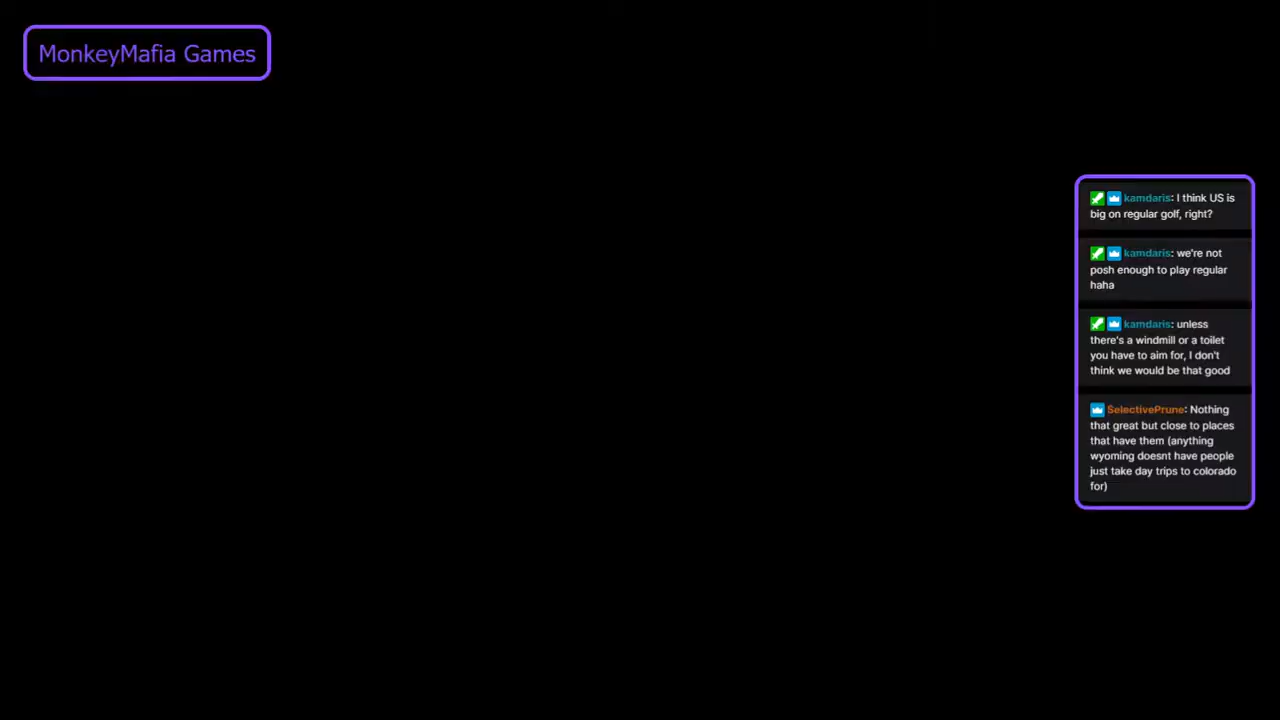 MonkeyMafia Games
kamdaris: I think US is
big on regular golf, right?
kamdaris: we're not
posh enough to play regular
haha
kamdaris: unless
there's a windmill or a toilet
you have to aim for, I don't
think we would be that good
SelectivePrune: Nothing
that great but close to places
that have them (anything
wyoming doesnt have people
just take day trips to colorado
for)